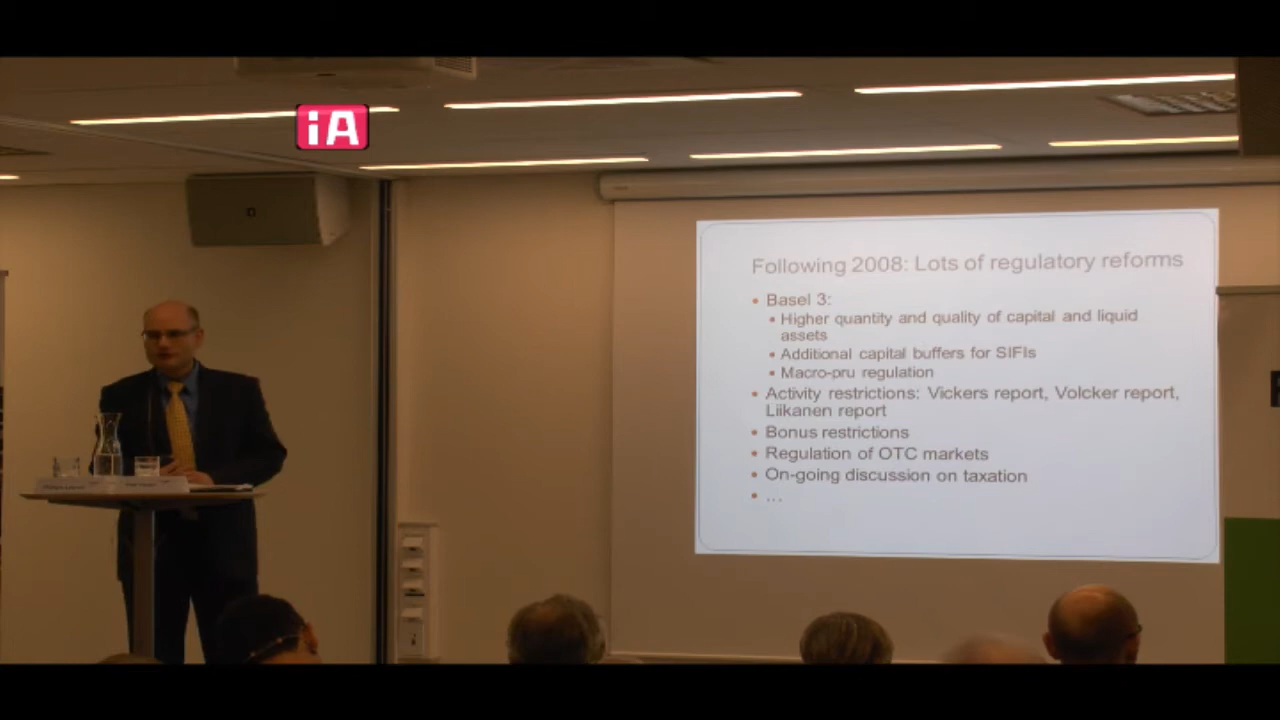 iA
Following 2008: Lots of regulatory reforms
• Basel 3:
• Higher quantity and quality of capital and liquid
assets
• Additional capital buffers for SIFIs
• Macro-pru regulation
• Activity restrictions: Vickers report, Volcker report,
Liikanen report
• Bonus restrictions
• Regulation of OTC markets
• On-going discussion on taxation
• ...